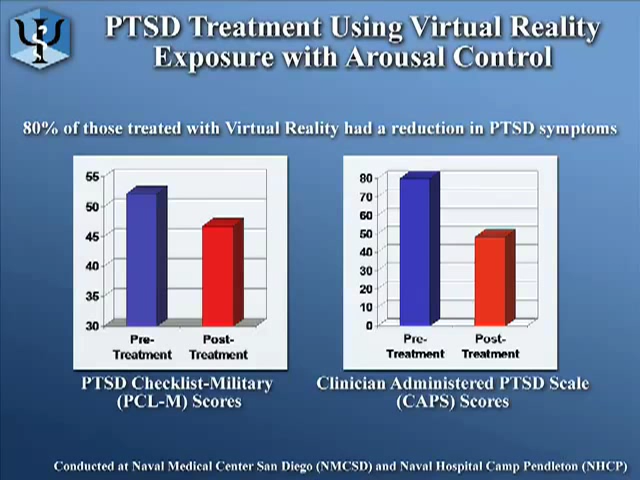 PTSD Treatment Using Virtual Reality
Exposure with Arousal Control
80% of those treated with Virtual Reality had a reduction in PTSD symptoms
55
50
45
40
35
30
Pre-
Treatment
Post-
Treatment
PTSD Checklist-Military
(PCL-M) Scores
80
70
60
50
40
30
20
10
0
Pre-
Treatment
Post-
Treatment
Clinician Administered PTSD Scale
(CAPS) Scores
Conducted at Naval Medical Center San Diego (NMCSD) and Naval Hospital Camp Pendleton (NHCP)